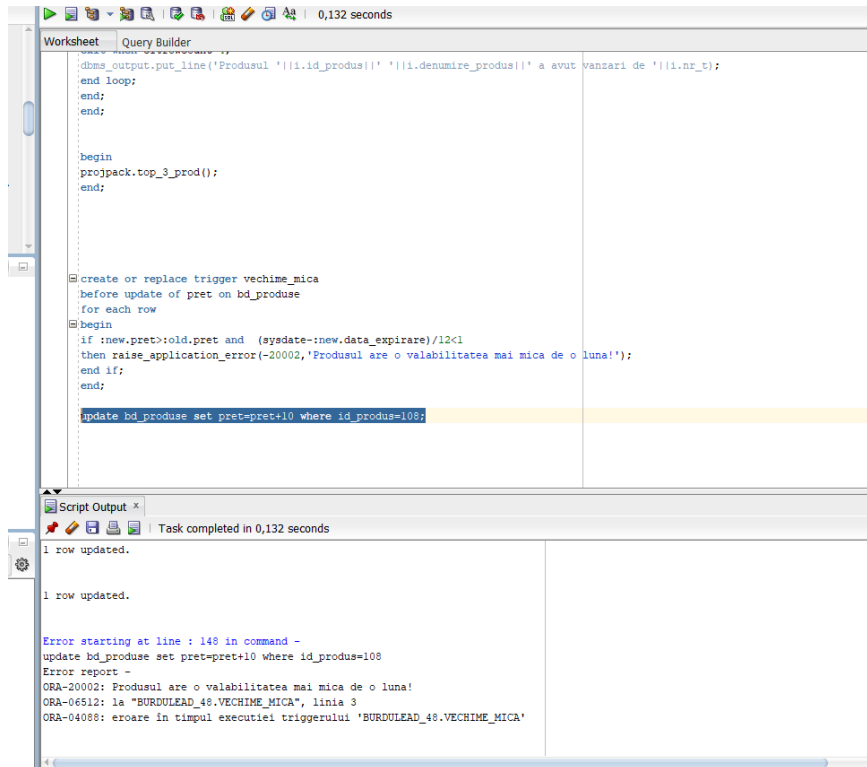 0,132 seconds
Worksheet Query Builder
dbms_output.put_line('Produsul '||i.id_produs||' '||i.denumire_produs||' a avut vanzari de '||i.nr_t);
end loop;
end;
end;
begin
projpack.top_3_prod();
end;
create or replace trigger vechime_mica
before update of pret on bd_produse
for each row
begin
if :new.pret>:old.pret and (sysdate-:new.data_expirare)/12<1
then raise_application_error(-20002,'Produsul are o valabilitatea mai mica de o luna!');
end if;
end;
update bd_produse set pret=pret+10 where id_produs=108;
Script Output ×
Task completed in 0,132 seconds
1 row updated.
1 row updated.
Error starting at line : 148 in command -
update bd_produse set pret=pret+10 where id_produs=108
Error report -
ORA-20002: Produsul are o valabilitatea mai mica de o luna!
ORA-06512: la "BURDULEAD_48.VECHIME_MICA", linia 3
ORA-04088: eroare în timpul executiei triggerului 'BURDULEAD_48.VECHIME_MICA'